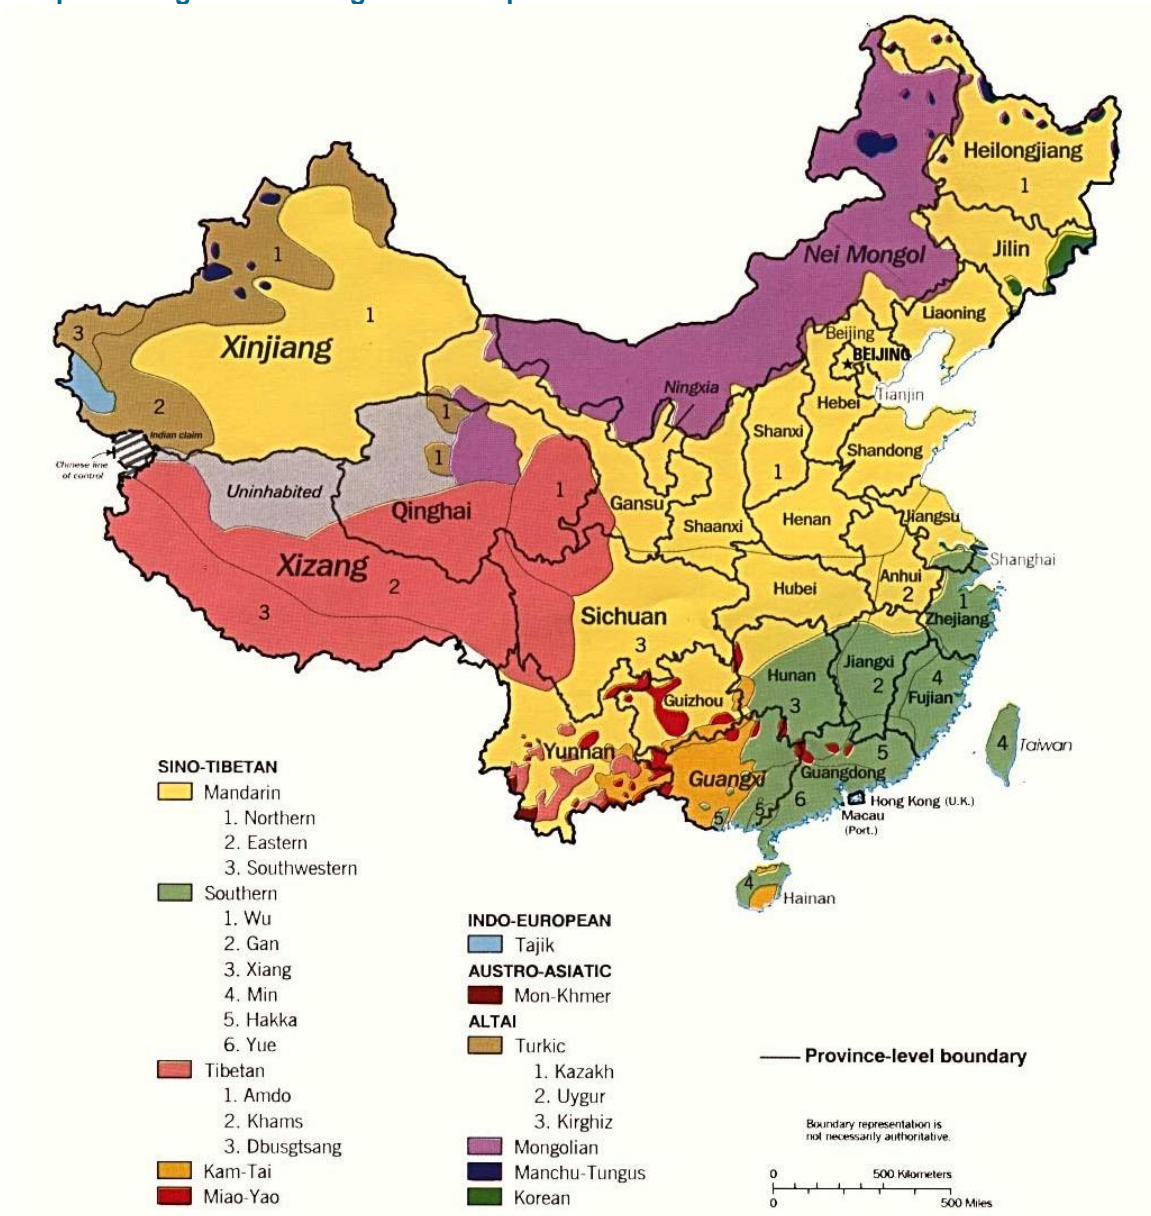 Heilongjiang
1
Jilin
Nei Mongol
Liaoning
Beijing
BEIJING
Tianjin
Hebei
Ningxia
Shanxi
1
Shandong
1
1
Xinjiang
3
2
Indian claim
Chinese line
of control
1
1
Uninhabited
Qinghai
1
Gansu
Shaanxi
Henan
Jiangsu
Shanghai
Xizang
2
3
Sichuan
3
Hubei
Anhui
2
1
Zhejiang
Hunan
3
Jiangxi
2
4
Fujian
Guizhou
Yunnan
Guangxi
5
5
5
Guangdong
6
4
Taiwan
Hong Kong (U.K.)
Macau
(Port.)
4
Hainan
SINO-TIBETAN
Mandarin
1. Northern
2. Eastern
3. Southwestern
Southern
1. Wu
2. Gan
3. Xiang
4. Min
5. Hakka
6. Yue
Tibetan
1. Amdo
2. Khams
3. Dbusgtsang
Kam-Tai
Miao-Yao
INDO-EUROPEAN
Tajik
AUSTRO-ASIATIC
Mon-Khmer
ALTAI
Turkic
1. Kazakh
2. Uygur
3. Kirghiz
Mongolian
Manchu-Tungus
Korean
Province-level boundary
Boundary representation is
not necessarily authoritative.
0 500 Kilometers
0 500 Miles